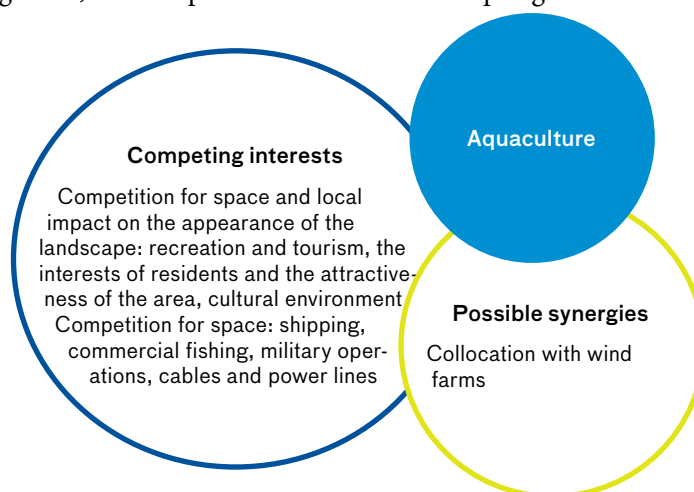 Competing interests
Competition for space and local
impact on the appearance of the
landscape: recreation and tourism, the
interests of residents and the attractive-
ness of the area, cultural environment
Competition for space: shipping,
commercial fishing, military oper-
ations, cables and power lines
Aquaculture
Possible synergies
Collocation with wind
farms